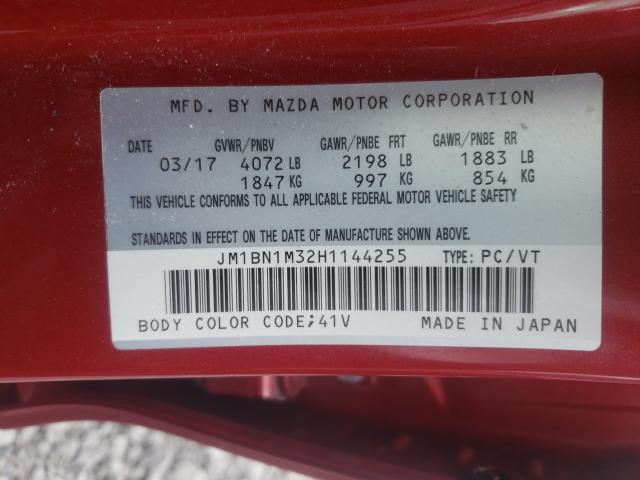 MFD. BY MAZDA MOTOR CORPORATION
DATE GVWR/PNBV GAWR/PNBE FRT GAWR/PNBE RR
03/17 4072 LB 2198 LB 1883 LB
1847 KG 997 KG 854 KG
THIS VEHICLE CONFORMS TO ALL APPLICABLE FEDERAL MOTOR VEHICLE SAFETY
STANDARDS IN EFFECT ON THE DATE OF MANUFACTURE SHOWN ABOVE.
JM1BN1M32H1144255 TYPE: PC/VT
BODY COLOR CODE;41V MADE IN JAPAN